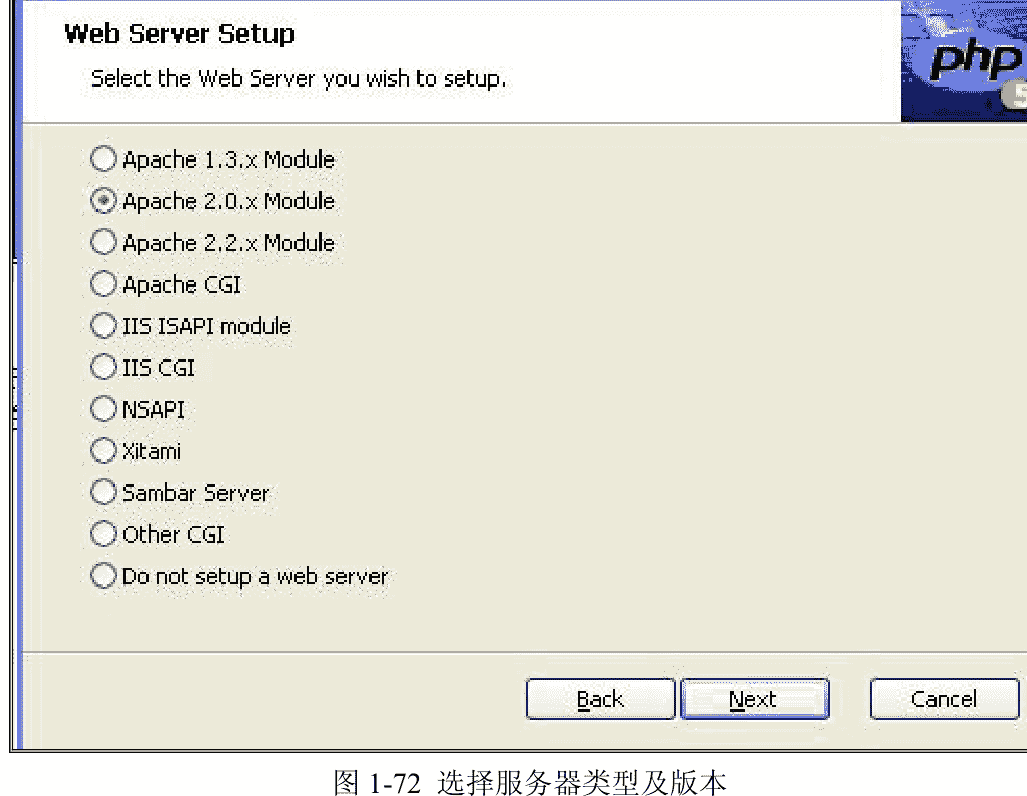 Web Server Setup
Select the Web Server you wish to setup.
php
5
Apache 1.3.x Module
Apache 2.0.x Module
Apache 2.2.x Module
Apache CGI
IIS ISAPI module
IIS CGI
NSAPI
Xitami
Sambar Server
Other CGI
Do not setup a web server
Back Next Cancel
图 1-72 选择服务器类型及版本